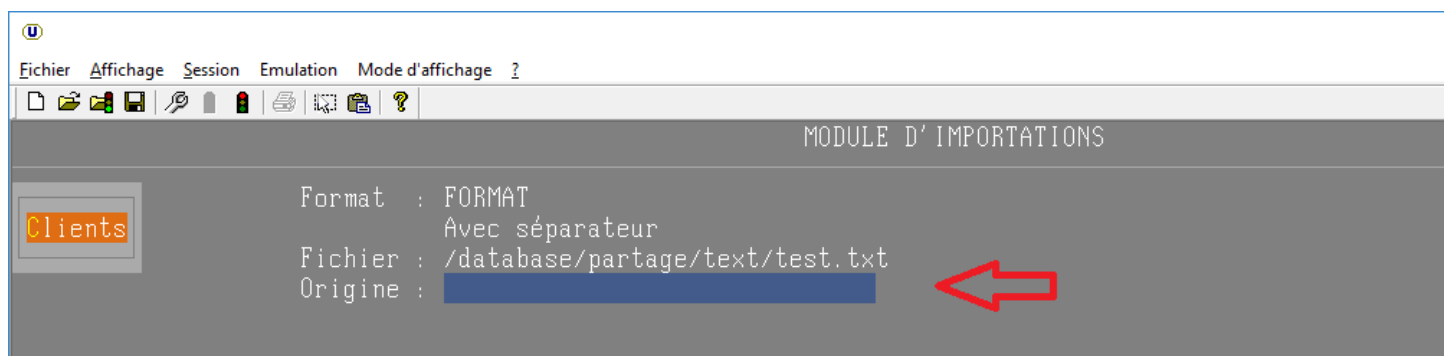 U
Fichier Affichage Session Emulation Mode d'affichage ?
MODULE D'IMPORTATIONS
Clients
Format : FORMAT
Avec séparateur
Fichier : /database/partage/text/test.txt
Origine :